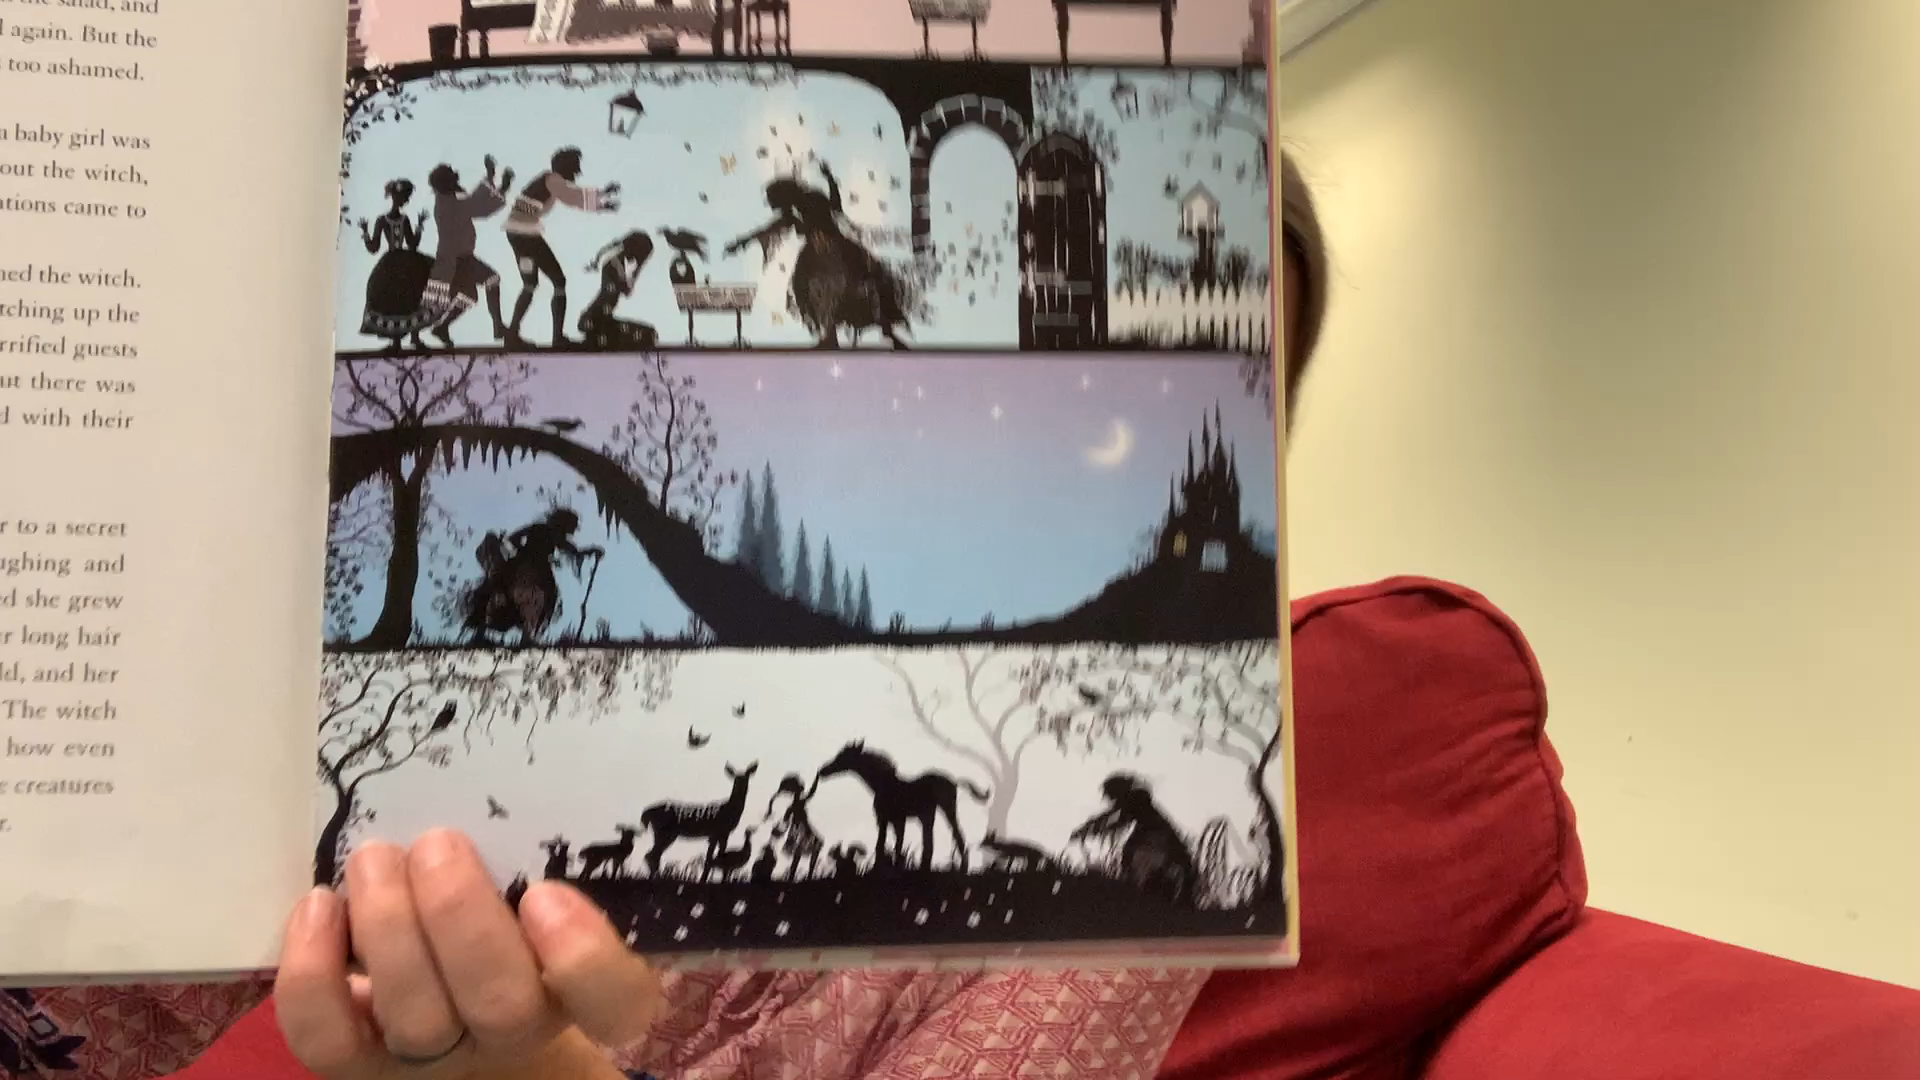 the salad, and
again. But the
too ashamed.
a baby girl was
out the witch,
ations came to
ned the witch.
tching up the
rrified guests
ut there was
d with their
r to a secret
ughing and
ed she grew
er long hair
ld, and her
The witch
how even
e creatures
r.